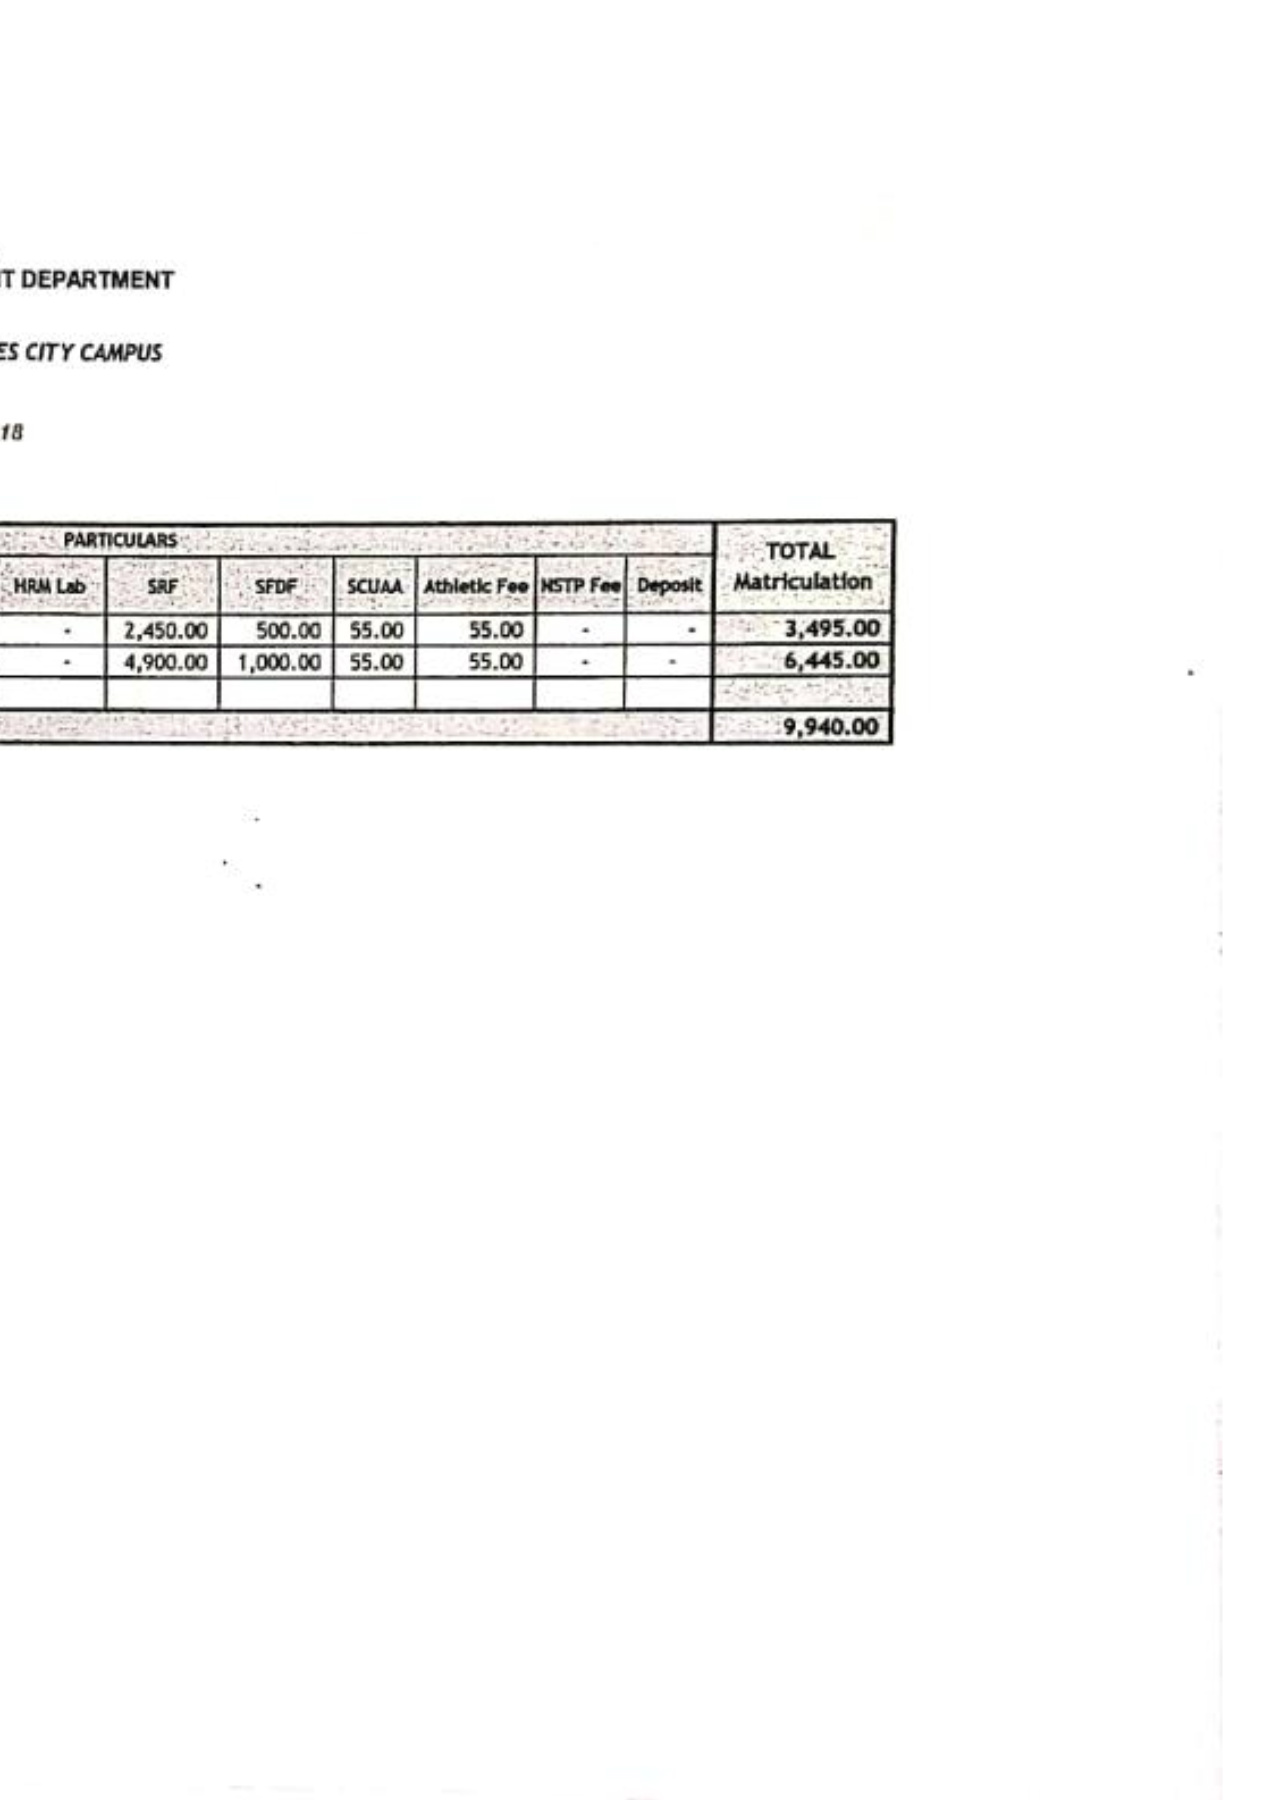 T DEPARTMENT
ES CITY CAMPUS
18
PARTICULARS
TOTAL Matriculation
HRM Lab SRF SFDF SCUAA Athletic Fee NSTP Fee Deposit
- 2,450.00 500.00 55.00 55.00 - - 3,495.00
- 4,900.00 1,000.00 55.00 55.00 - - 6,445.00
9,940.00